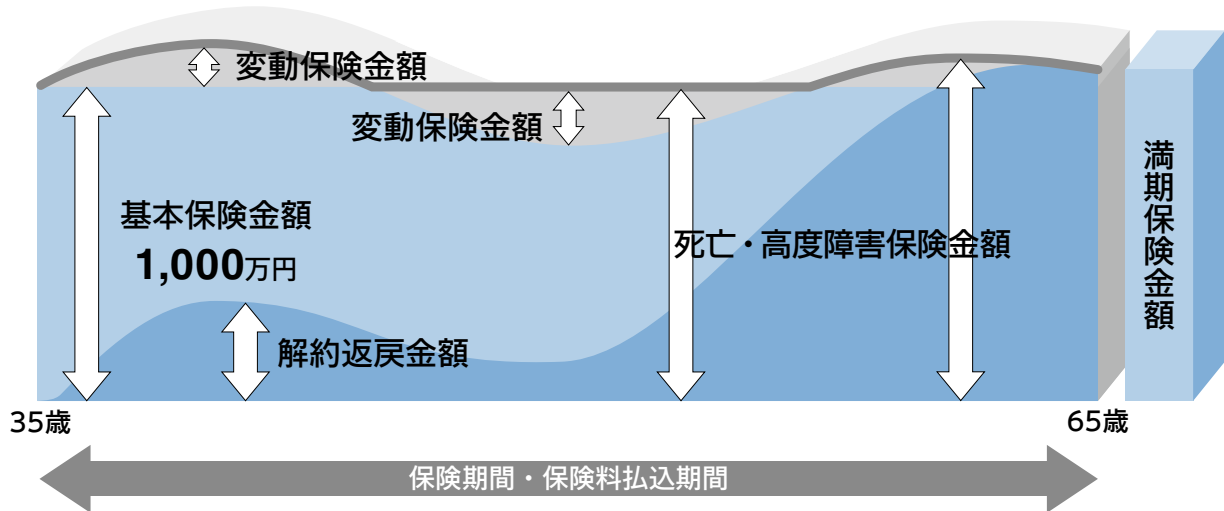 変動保険金額
変動保険金額
基本保険金額
1,000万円
死亡・高度障害保険金額
解約返戻金額
満期保険金額
35歳
65歳
保険期間・保険料払込期間